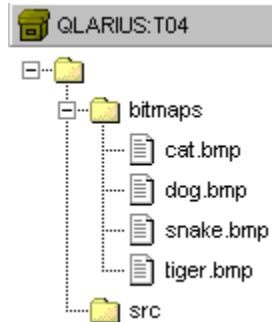 QLARIUS:T04
bitmaps
cat.bmp
dog.bmp
snake.bmp
tiger.bmp
src